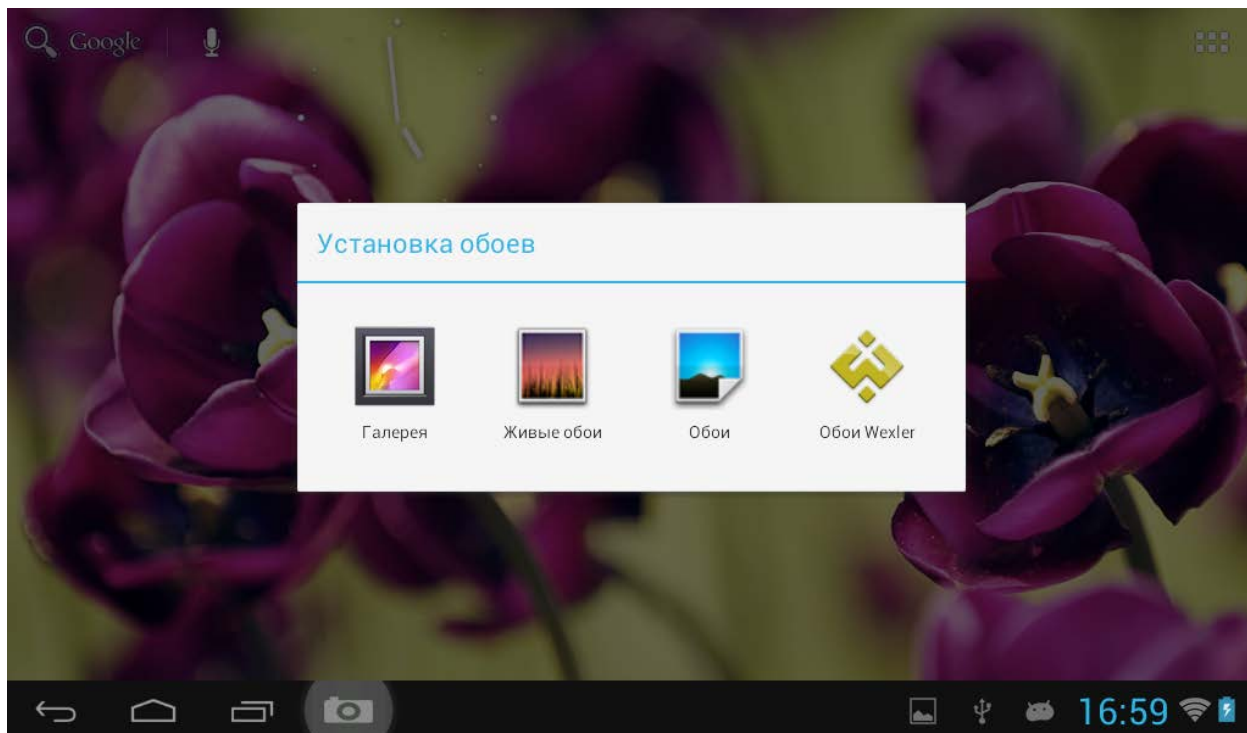 Google
Установка обоев
Галерея
Живые обои
Обои
Обои Wexler
16:59